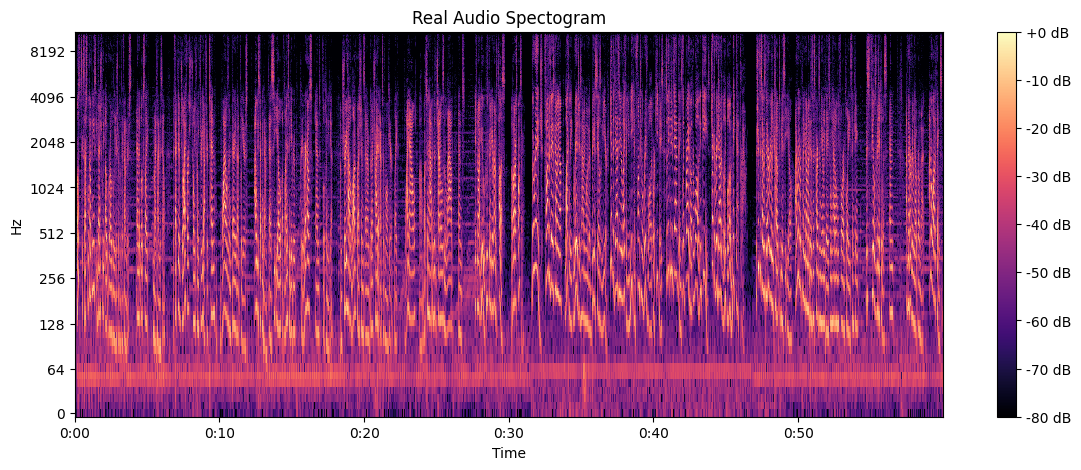 Real Audio Spectogram
8192
4096
2048
1024
512
256
128
64
0
Hz
0:00 0:10 0:20 0:30 0:40 0:50
Time
+0 dB
-10 dB
-20 dB
-30 dB
-40 dB
-50 dB
-60 dB
-70 dB
-80 dB